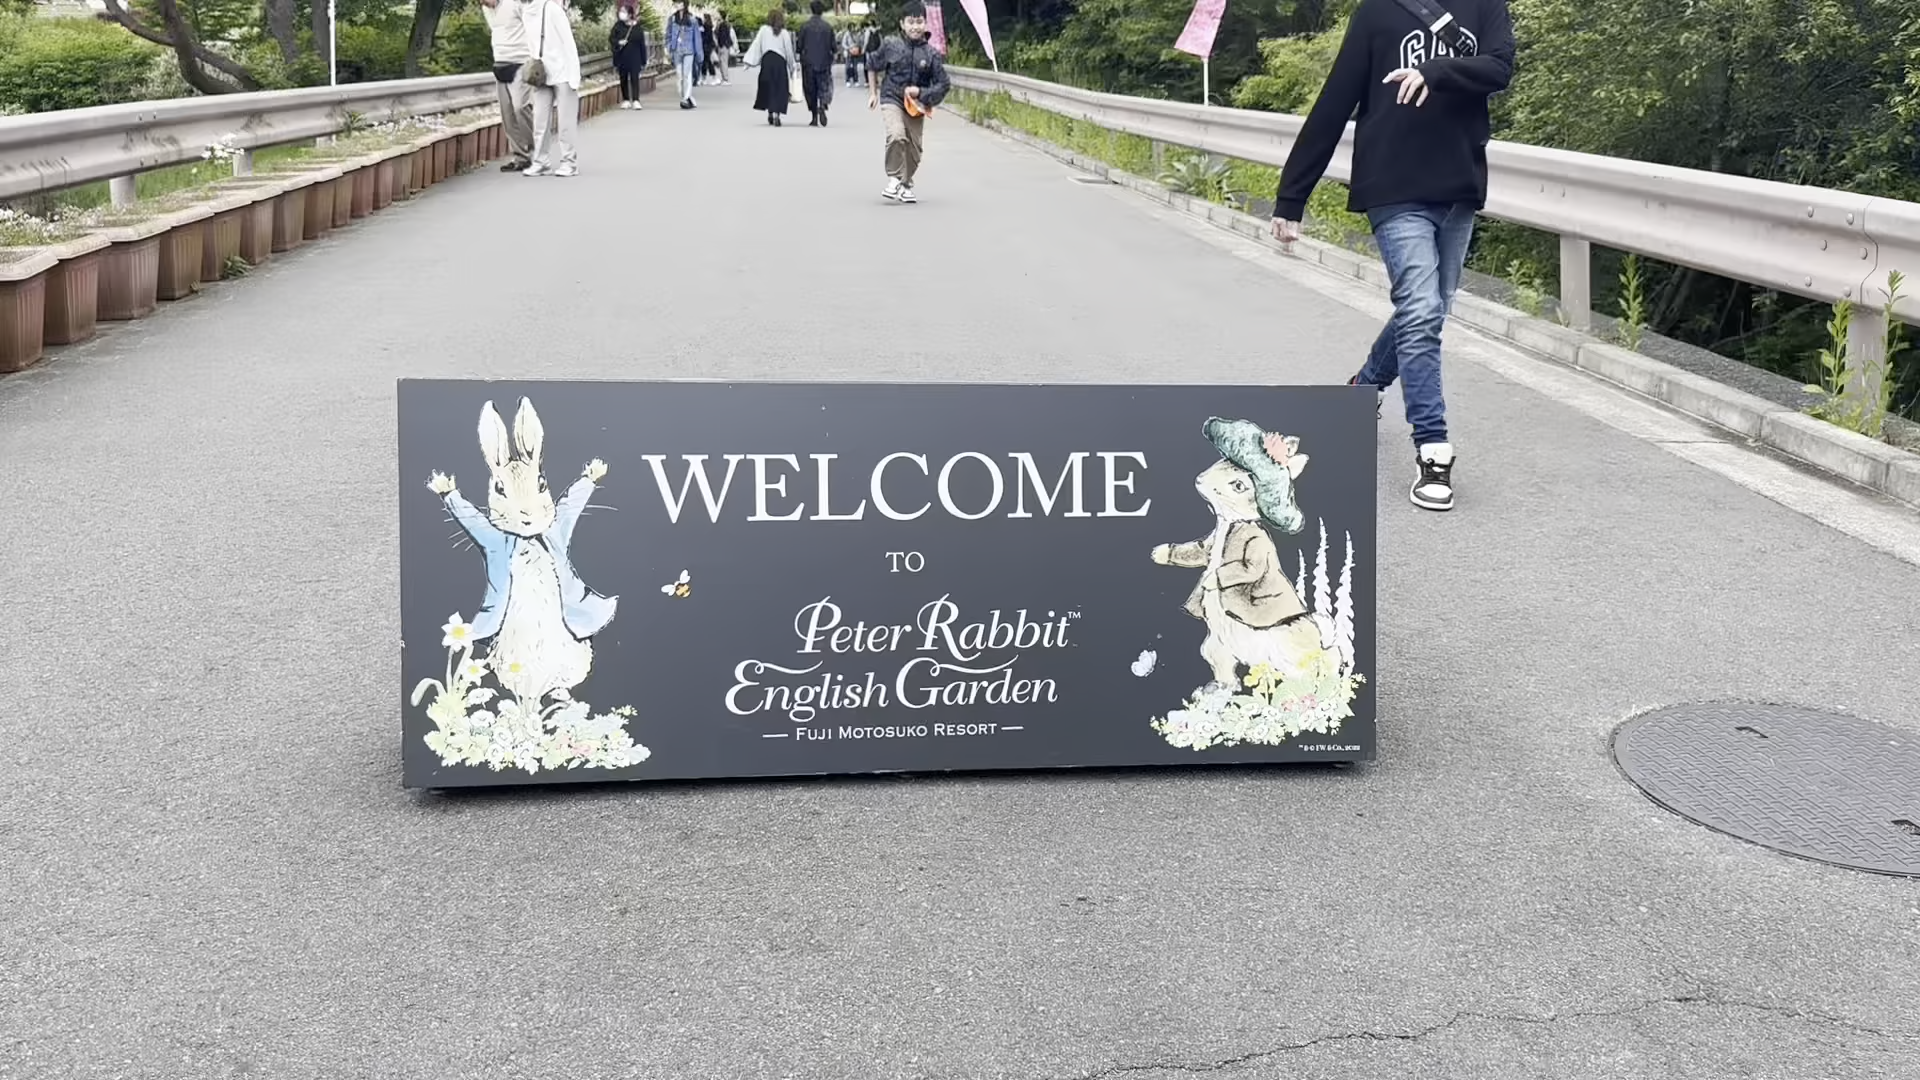 WELCOME
TO
Peter Rabbit™
English Garden
— FUJI MOTOSUKO RESORT —